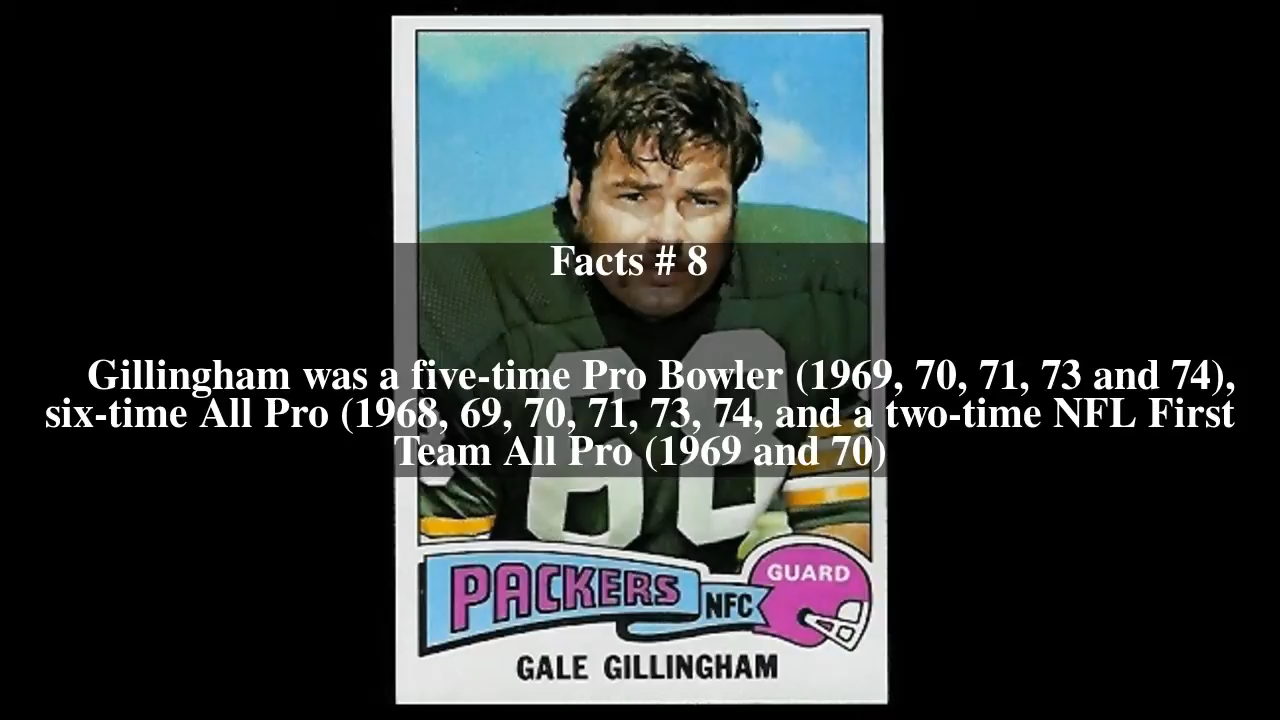 Facts # 8
Gillingham was a five-time Pro Bowler (1969, 70, 71, 73 and 74),
six-time All Pro (1968, 69, 70, 71, 73, 74, and a two-time NFL First
Team All Pro (1969 and 70)
68
GUARD
PACKERS
NFC
GALE GILLINGHAM